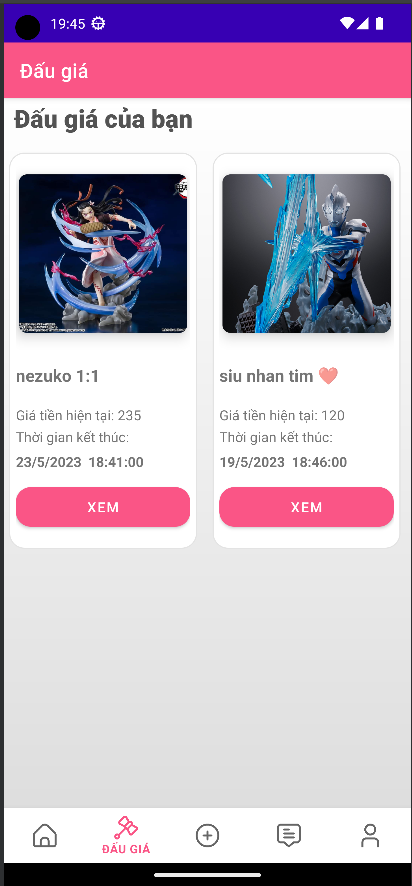 19:45
Đấu giá
Đấu giá của bạn
nezuko 1:1
Giá tiền hiện tại: 235
Thời gian kết thúc:
23/5/2023 18:41:00
XEM
siu nhan tim ❤️
Giá tiền hiện tại: 120
Thời gian kết thúc:
19/5/2023 18:46:00
XEM
ĐẤU GIÁ